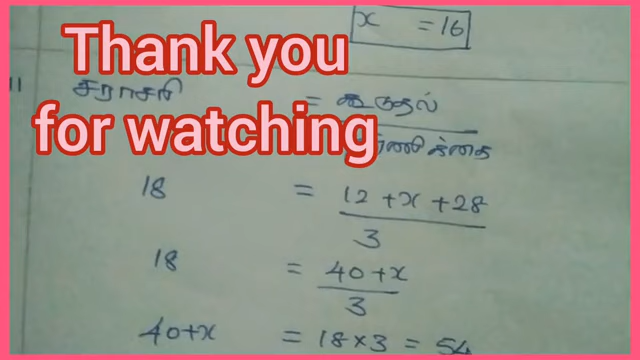 x = 16
Thank you
for watching
11
சராசரி = கூடுதல்
18 = 12 + x + 28
3
18 = 40 + x
3
40 + x = 18 × 3 = 54